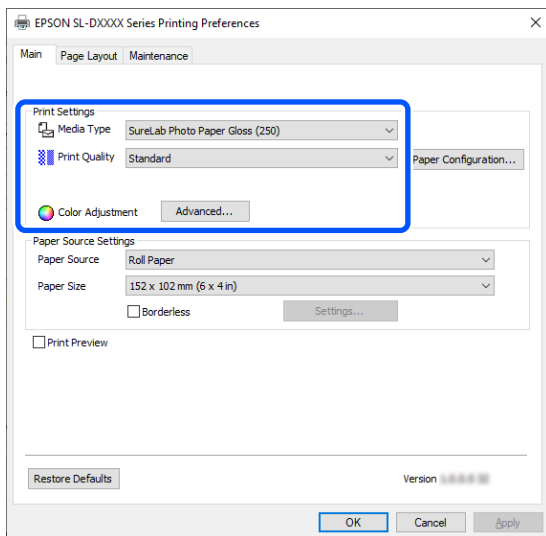 EPSON SL-DXXXX Series Printing Preferences
Main Page Layout Maintenance
Print Settings
Media Type SureLab Photo Paper Gloss (250)
Print Quality Standard Paper Configuration...
Color Adjustment Advanced...
Paper Source Settings
Paper Source Roll Paper
Paper Size 152 x 102 mm (6 x 4 in)
Borderless Settings...
Print Preview
Restore Defaults Version
OK Cancel Apply